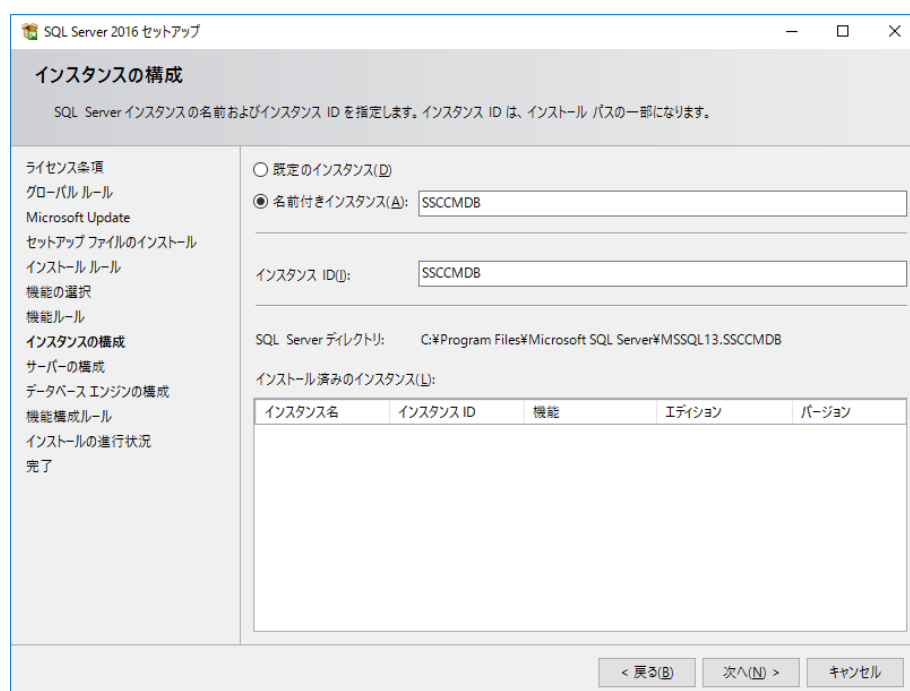 SQL Server 2016 セットアップ
インスタンスの構成
SQL Server インスタンスの名前およびインスタンス ID を指定します。インスタンス ID は、インストール パスの一部になります。
ライセンス条項
グローバル ルール
Microsoft Update
セットアップ ファイルのインストール
インストール ルール
機能の選択
機能ルール
インスタンスの構成
サーバーの構成
データベース エンジンの構成
機能構成ルール
インストールの進行状況
完了
既定のインスタンス(D)
名前付きインスタンス(A): SSCCMDB
インスタンス ID(I): SSCCMDB
SQL Server ディレクトリ: C:¥Program Files¥Microsoft SQL Server¥MSSQL13.SSCCMDB
インストール済みのインスタンス(L):
インスタンス名 インスタンス ID 機能 エディション バージョン
< 戻る(B) 次へ(N) > キャンセル